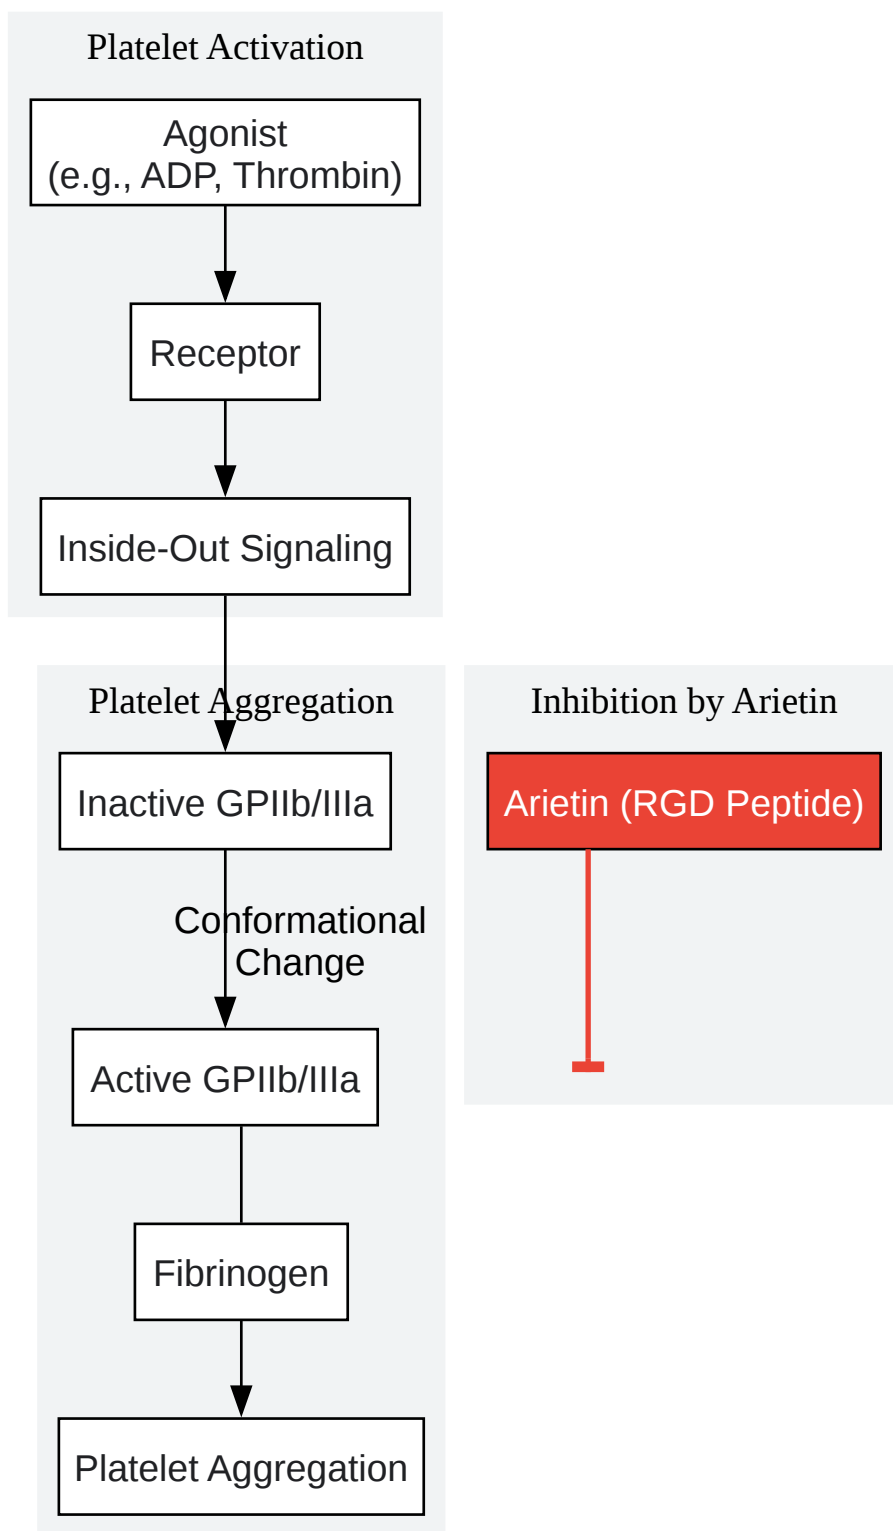 Platelet Activation
Agonist
(e.g., ADP, Thrombin)
Receptor
Inside-Out Signaling
Platelet Aggregation
Inactive GPIIb/IIIa
Conformational
Change
Active GPIIb/IIIa
Fibrinogen
Platelet Aggregation
Inhibition by Arietin
Arietin (RGD Peptide)